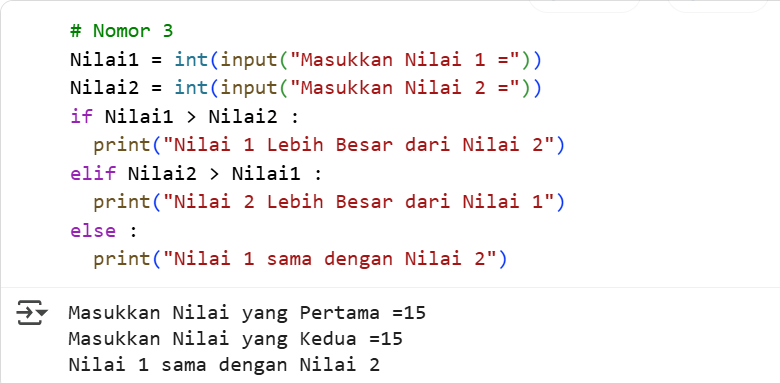 # Nomor 3
Nilai1 = int(input("Masukkan Nilai 1 ="))
Nilai2 = int(input("Masukkan Nilai 2 ="))
if Nilai1 > Nilai2 :
  print("Nilai 1 Lebih Besar dari Nilai 2")
elif Nilai2 > Nilai1 :
  print("Nilai 2 Lebih Besar dari Nilai 1")
else :
  print("Nilai 1 sama dengan Nilai 2")
Masukkan Nilai yang Pertama =15
Masukkan Nilai yang Kedua =15
Nilai 1 sama dengan Nilai 2